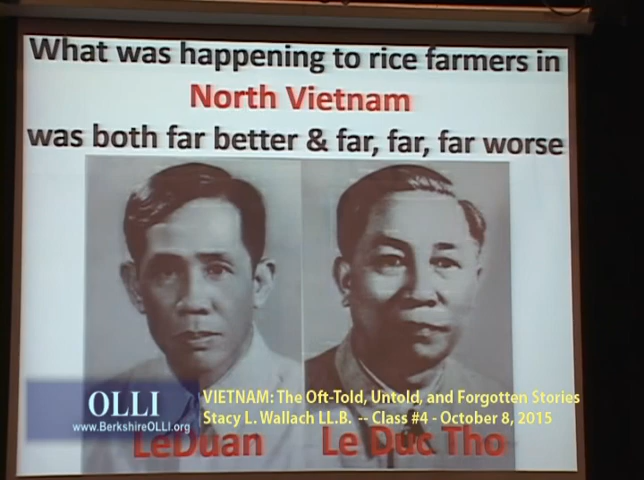 What was happening to rice farmers in
North Vietnam
was both far better & far, far, far worse
OLLI
www.BerkshireOLLI.org
VIETNAM: The Oft-Told, Untold, and Forgotten Stories
Stacy L. Wallach LL.B. -- Class #4 - October 8, 2015
LeDuan
Le Duc Tho